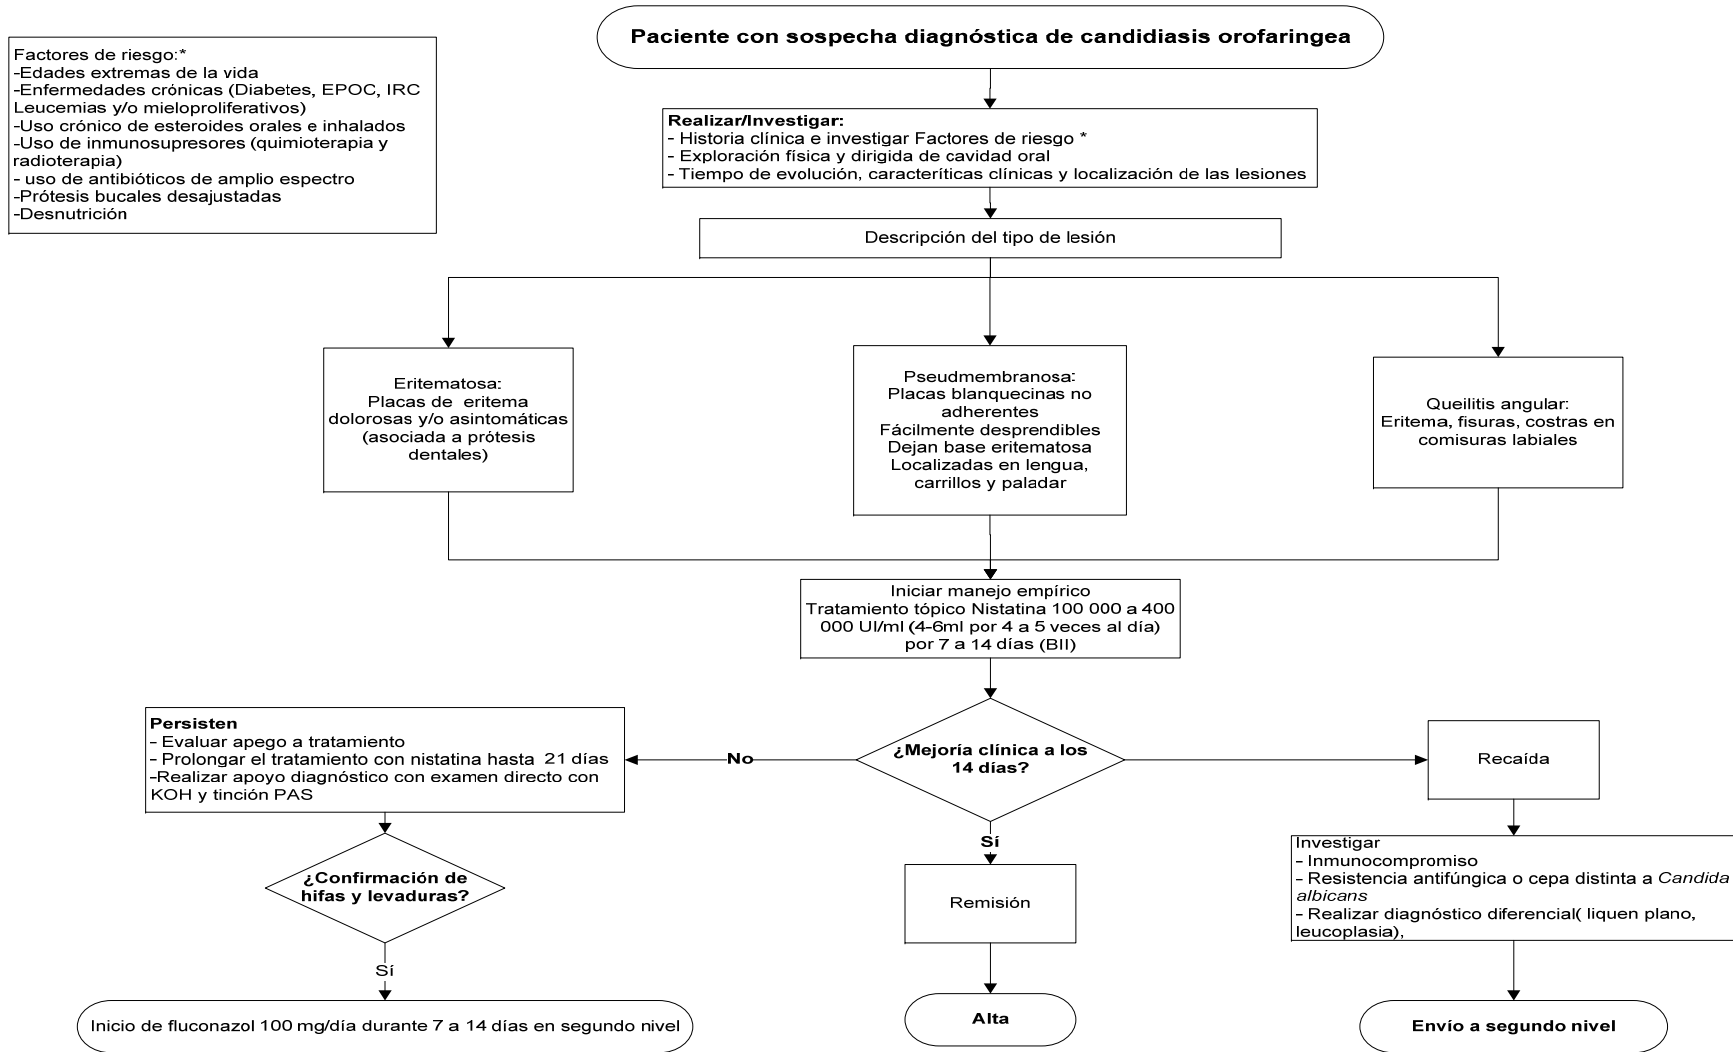 Paciente con sospecha diagnóstica de candidiasis orofaringea
Factores de riesgo:*
-Edades extremas de la vida
-Enfermedades crónicas (Diabetes, EPOC, IRC
Leucemias y/o mieloproliferativos)
-Uso crónico de esteroides orales e inhalados
-Uso de inmunosupresores (quimioterapia y
radioterapia)
- uso de antibióticos de amplio espectro
-Prótesis bucales desajustadas
-Desnutrición
Realizar/Investigar:
- Historia clínica e investigar Factores de riesgo *
- Exploración física y dirigida de cavidad oral
- Tiempo de evolución, carateríticas clínicas y localización de las lesiones
Descripción del tipo de lesión
Eritematosa:
Placas de eritema
dolorosas y/o asintomáticas
(asociada a prótesis
dentales)
Pseudmembranosa:
Placas blanquecinas no
adherentes
Fácilmente desprendibles
Dejan base eritematosa
Localizadas en lengua,
carrillos y paladar
Queilitis angular:
Eritema, fisuras, costras en
comisuras labiales
Iniciar manejo empírico
Tratamiento tópico Nistatina 100 000 a 400
000 UI/ml (4-6ml por 4 a 5 veces al día)
por 7 a 14 días (BII)
¿Mejoría clínica a los
14 días?
No
Persisten
- Evaluar apego a tratamiento
- Prolongar el tratamiento con nistatina hasta 21 días
-Realizar apoyo diagnóstico con examen directo con
KOH y tinción PAS
¿Confirmación de
hifas y levaduras?
Sí
Inicio de fluconazol 100 mg/día durante 7 a 14 días en segundo nivel
Sí
Remisión
Alta
Recaída
Investigar
- Inmunocompromiso
- Resistencia antifúngica o cepa distinta a Candida
albicans
- Realizar diagnóstico diferencial( liquen plano,
leucoplasia),
Envío a segundo nivel